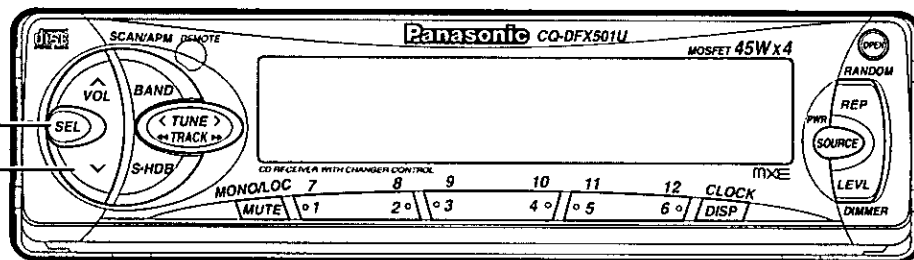 disc
SCAN/APM REMOTE
Panasonic CQ-DFX501U
MOSFET 45W x 4
OPEN
RANDOM
VOL
BAND
REP
SEL
< TUNE >
TRACK
PWR
SOURCE
S·HDB
CD RECEIVER WITH CHANGER CONTROL
mxe
LEVL
MONO/LOC 7 8 9 10 11 12 CLOCK
MUTE 1 2 3 4 5 6 DISP
DIMMER